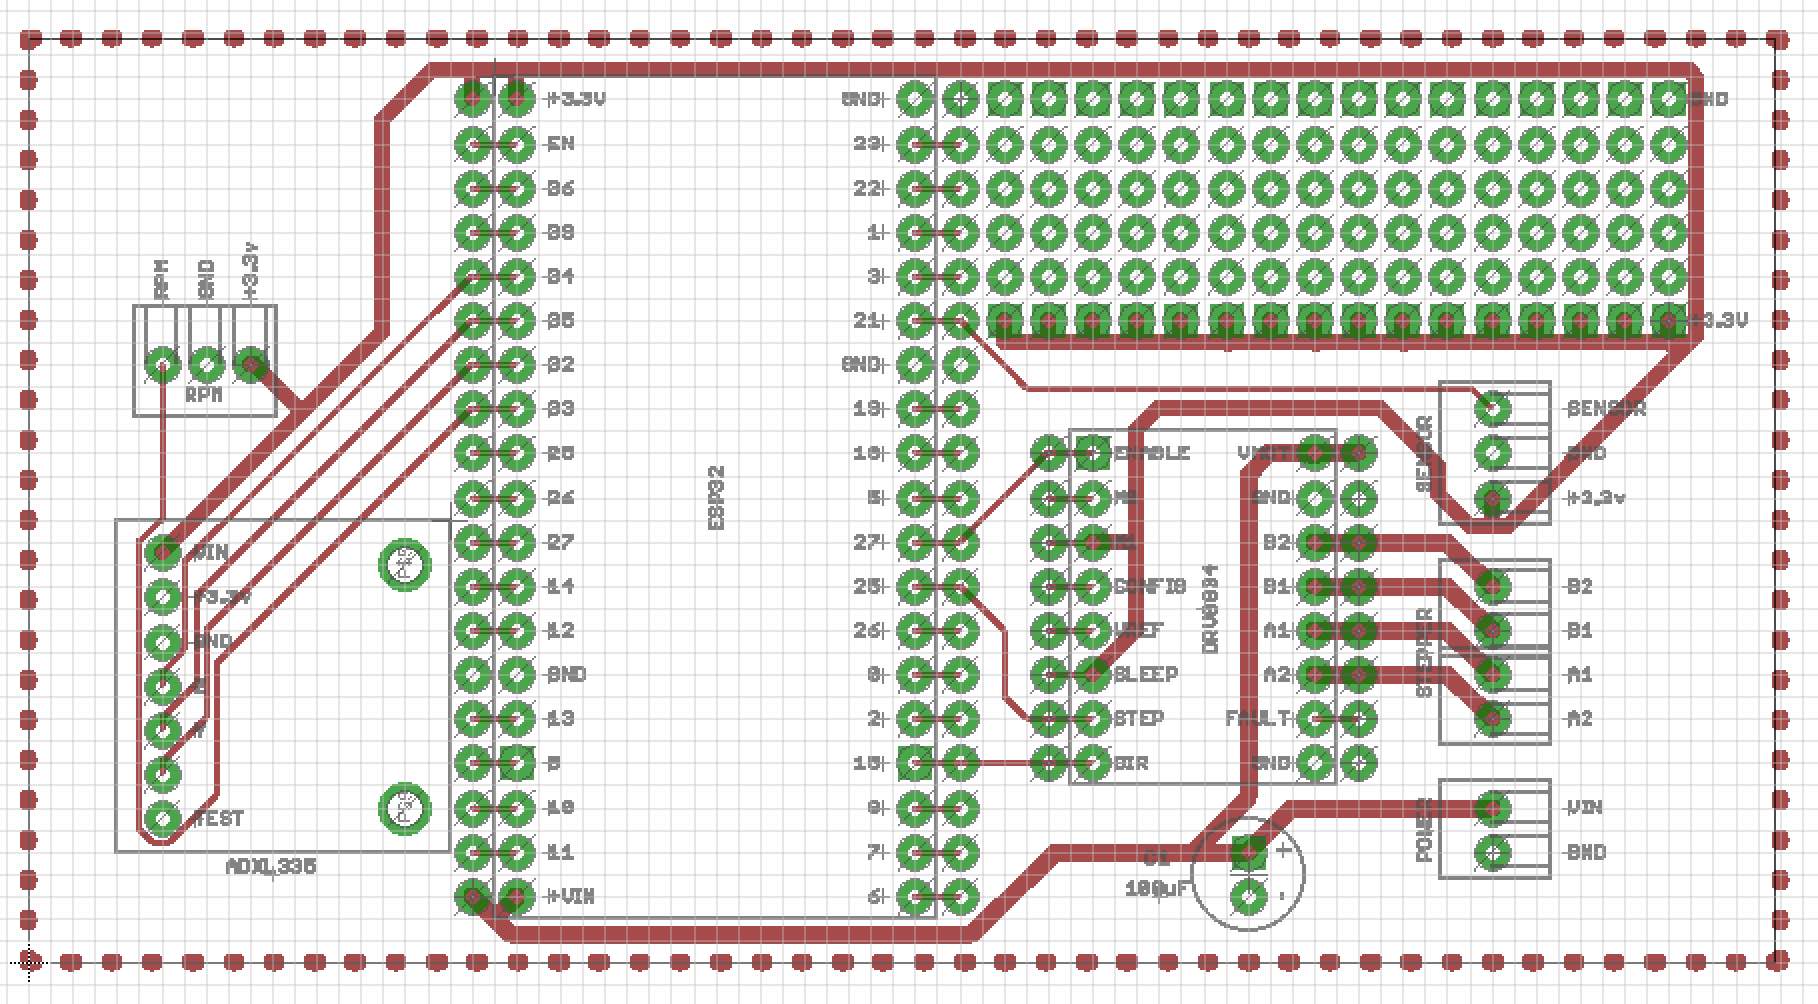 +3.3V
EN
36
39
34
35
32
33
25
26
27
14
12
GND
13
9
10
11
+VIN
ESP32
GND
23
22
1
3
21
GND
19
18
5
27
25
26
0
2
15
8
7
6
GND
+3.3V
RPM
GND
+3.3v
RPM
VIN
+3.3v
GND
Z
Y
TEST
ADXL335
ENABLE
M0
M1
CONFIG
VREF
SLEEP
STEP
DIR
DRV8834
VMOT
GND
B2
B1
A1
A2
FAULT
GND
SENSOR
SENSOR
GND
+3.3v
STEPPER
B2
B1
A1
A2
POWER
VIN
GND
C1
100uF
+
-